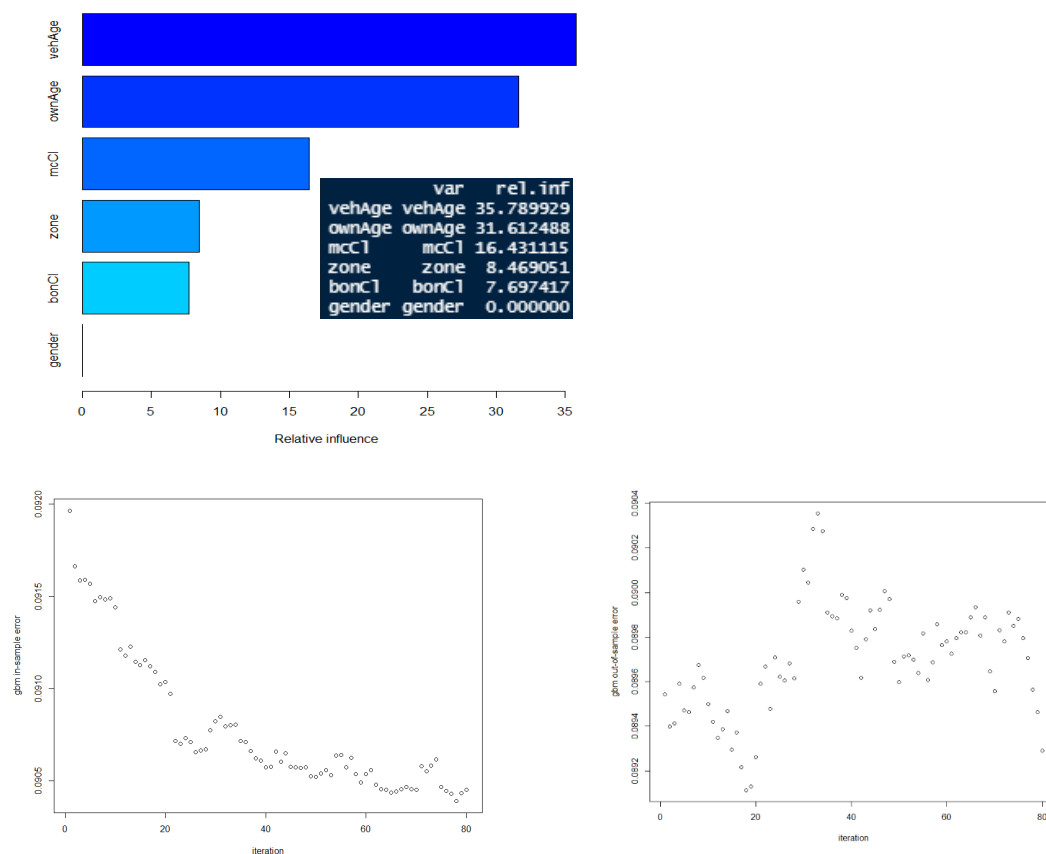 vehAge
ownAge
mcCl
zone
bonCl
gender
var rel.inf
vehAge vehAge 35.789929
ownAge ownAge 31.612488
mcCl mcCl 16.431115
zone zone 8.469051
bonCl bonCl 7.697417
gender gender 0.000000
0 5 10 15 20 25 30 35
Relative influence
gbm in-sample error
0.0920
0.0915
0.0910
0.0905
0 20 40 60 80
iteration
gbm out-of-sample error
0.0904
0.0902
0.0900
0.0898
0.0896
0.0894
0.0892
0 20 40 60 80
iteration